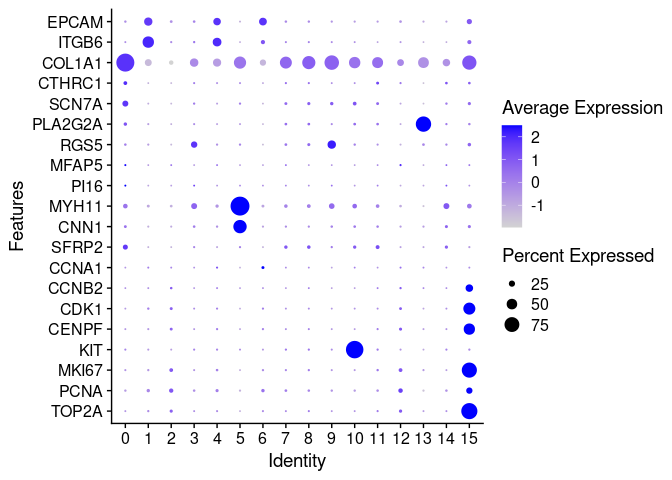 EPCAM
ITGB6
COL1A1
CTHRC1
SCN7A
PLA2G2A
RGS5
MFAP5
PI16
MYH11
CNN1
SFRP2
CCNA1
CCNB2
CDK1
CENPF
KIT
MKI67
PCNA
TOP2A
Features
0 1 2 3 4 5 6 7 8 9 10 11 12 13 14 15
Identity
Average Expression
2
1
0
-1
Percent Expressed
25
50
75